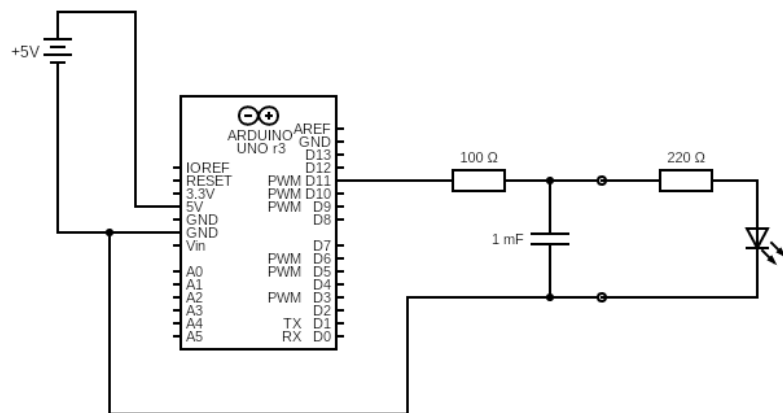 +5V
ARDUINO
UNO r3
IOREF
RESET
3.3V
5V
GND
GND
Vin
A0
A1
A2
A3
A4
A5
AREF
GND
D13
D12
PWM D11
PWM D10
PWM D9
D8
D7
PWM D6
PWM D5
D4
PWM D3
D2
TX D1
RX D0
100 Ω
220 Ω
1 mF